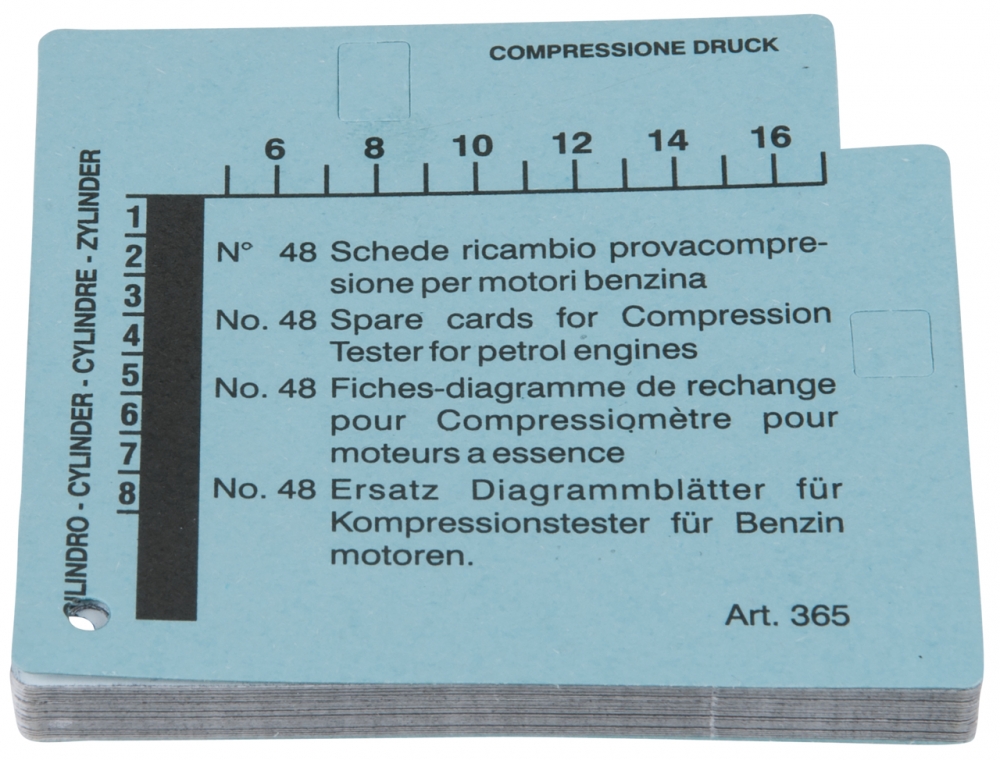 COMPRESSIONE DRUCK
6 8 10 12 14 16
CILINDRO - CYLINDER - CYLINDRE - ZYLINDER
1
2
3
4
5
6
7
8
N° 48 Schede ricambio provacompre-
sione per motori benzina
No. 48 Spare cards for Compression
Tester for petrol engines
No. 48 Fiches-diagramme de rechange
pour Compressiomètre pour
moteurs a essence
No. 48 Ersatz Diagrammblätter für
Kompressionstester für Benzin
motoren.
Art. 365